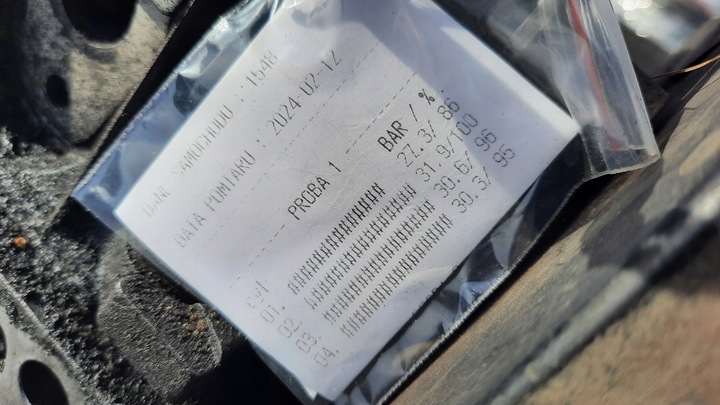 DANE SAMOCHODU : 1548
DATA POMIARU : 2024-02-12
PROBA 1
Cyl BAR / %
01. ############## 27.3/ 86
02. ################ 31.9/100
03. ############### 30.6/ 96
04. ############### 30.3/ 95